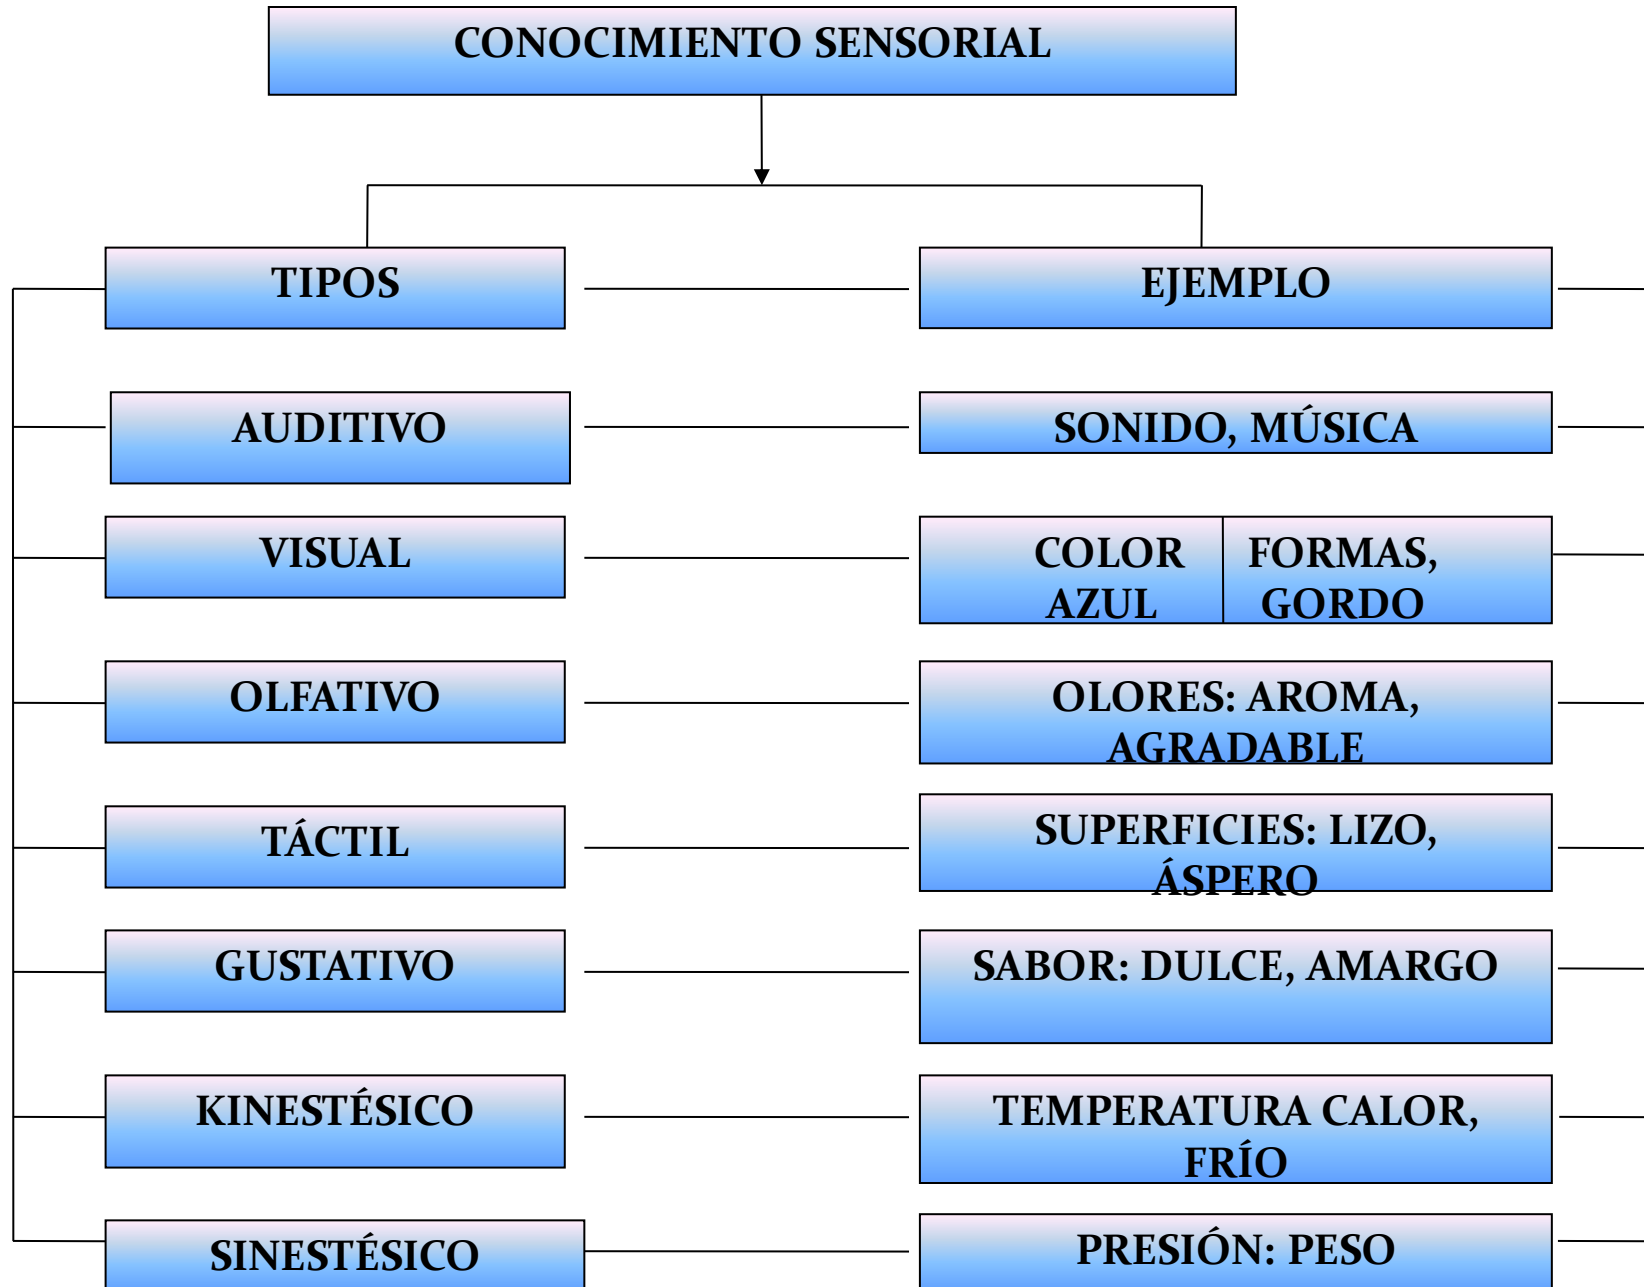 CONOCIMIENTO SENSORIAL
TIPOS
EJEMPLO
AUDITIVO
SONIDO, MÚSICA
VISUAL
COLOR
AZUL
FORMAS,
GORDO
OLFATIVO
OLORES: AROMA,
AGRADABLE
TÁCTIL
SUPERFICIES: LIZO,
ÁSPERO
GUSTATIVO
SABOR: DULCE, AMARGO
KINESTÉSICO
TEMPERATURA CALOR,
FRÍO
SINESTÉSICO
PRESIÓN: PESO